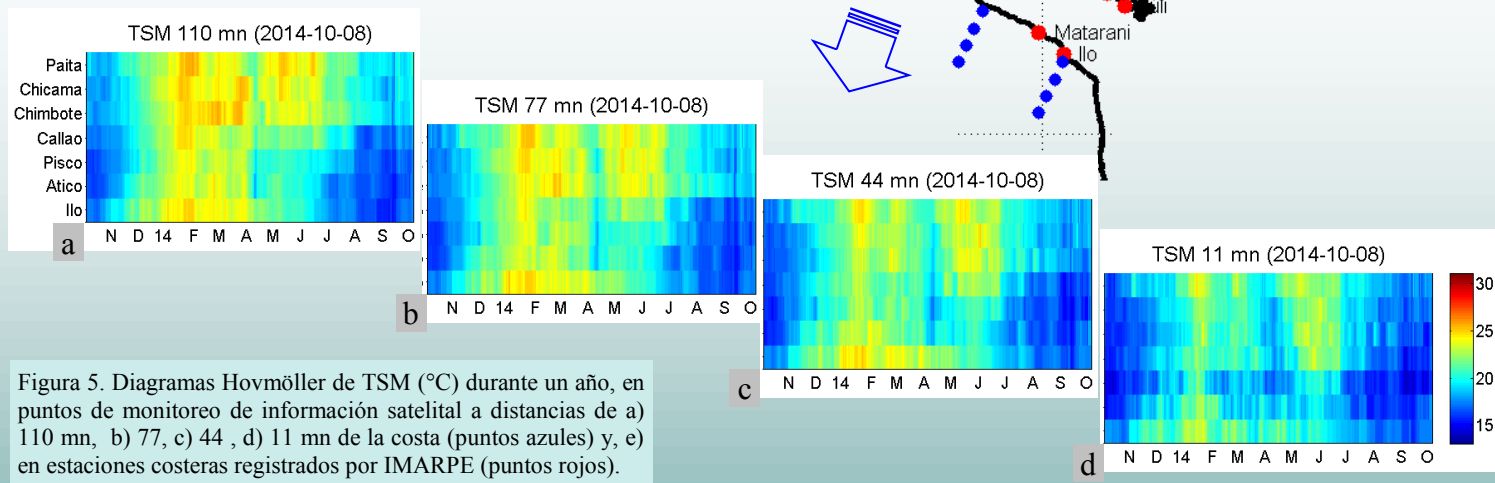 lli
Matarani
Ilo
TSM 110 mn (2014-10-08)
Paita
Chicama
Chimbote
Callao
Pisco
Atico
Ilo
N D 14 F M A M J J A S O
a
TSM 77 mn (2014-10-08)
N D 14 F M A M J J A S O
b
TSM 44 mn (2014-10-08)
N D 14 F M A M J J A S O
c
TSM 11 mn (2014-10-08)
30
25
20
15
N D 14 F M A M J J A S O
d
Figura 5. Diagramas Hovmöller de TSM (°C) durante un año, en
puntos de monitoreo de información satelital a distancias de a)
110 mn, b) 77, c) 44 , d) 11 mn de la costa (puntos azules) y, e)
en estaciones costeras registrados por IMARPE (puntos rojos).